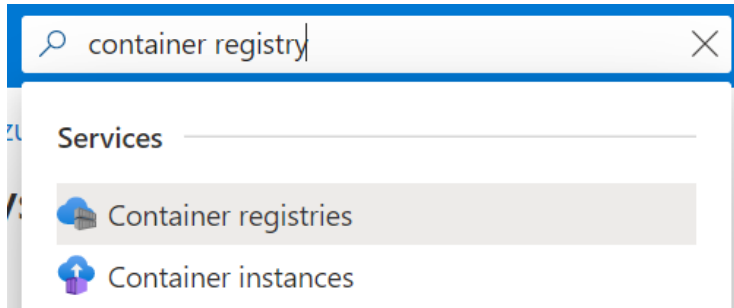 container registry
Services
Container registries
Container instances